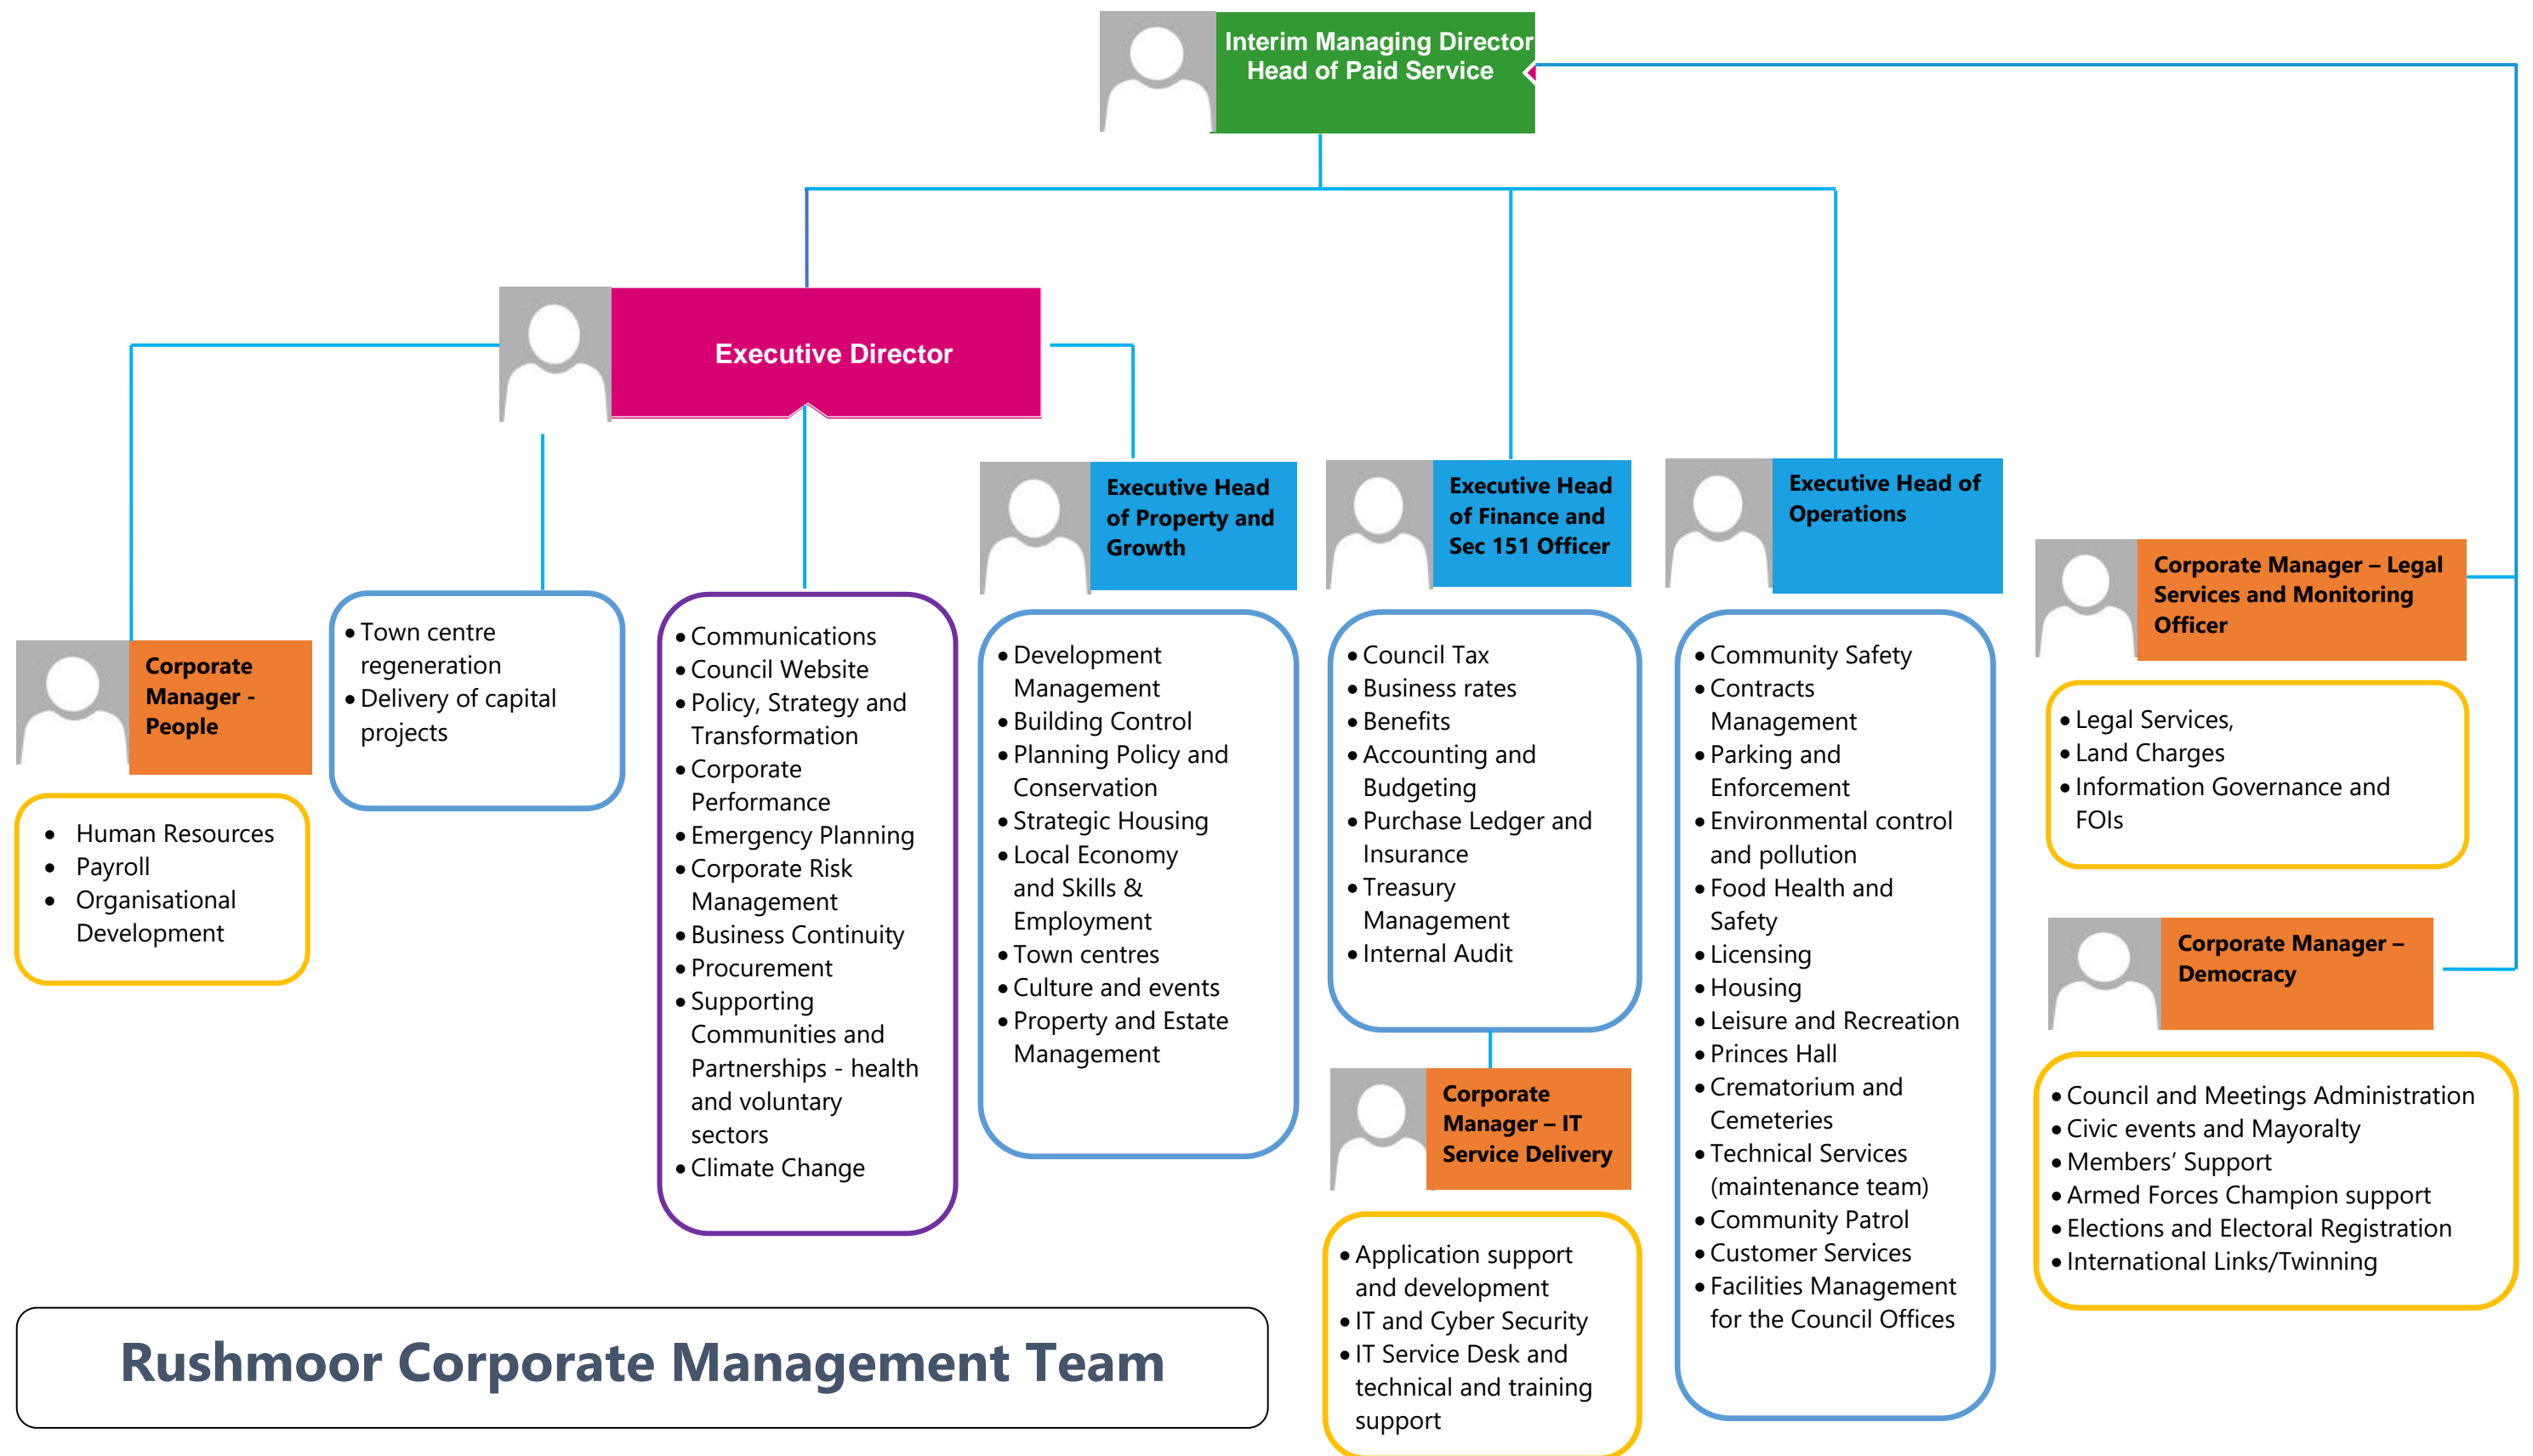 Interim Managing Director
Head of Paid Service
Executive Director
Corporate
Manager -
People
• Human Resources
• Payroll
• Organisational
Development
• Town centre
regeneration
• Delivery of capital
projects
• Communications
• Council Website
• Policy, Strategy and
Transformation
• Corporate
Performance
• Emergency Planning
• Corporate Risk
Management
• Business Continuity
• Procurement
• Supporting
Communities and
Partnerships - health
and voluntary
sectors
• Climate Change
Executive Head
of Property and
Growth
• Development
Management
• Building Control
• Planning Policy and
Conservation
• Strategic Housing
• Local Economy
and Skills &
Employment
• Town centres
• Culture and events
• Property and Estate
Management
Executive Head
of Finance and
Sec 151 Officer
• Council Tax
• Business rates
• Benefits
• Accounting and
Budgeting
• Purchase Ledger and
Insurance
• Treasury
Management
• Internal Audit
Corporate
Manager – IT
Service Delivery
• Application support
and development
• IT and Cyber Security
• IT Service Desk and
technical and training
support
Executive Head of
Operations
• Community Safety
• Contracts
Management
• Parking and
Enforcement
• Environmental control
and pollution
• Food Health and
Safety
• Licensing
• Housing
• Leisure and Recreation
• Princes Hall
• Crematorium and
Cemeteries
• Technical Services
(maintenance team)
• Community Patrol
• Customer Services
• Facilities Management
for the Council Offices
Corporate Manager – Legal
Services and Monitoring
Officer
• Legal Services,
• Land Charges
• Information Governance and
FOIs
Corporate Manager –
Democracy
• Council and Meetings Administration
• Civic events and Mayoralty
• Members’ Support
• Armed Forces Champion support
• Elections and Electoral Registration
• International Links/Twinning
Rushmoor Corporate Management Team